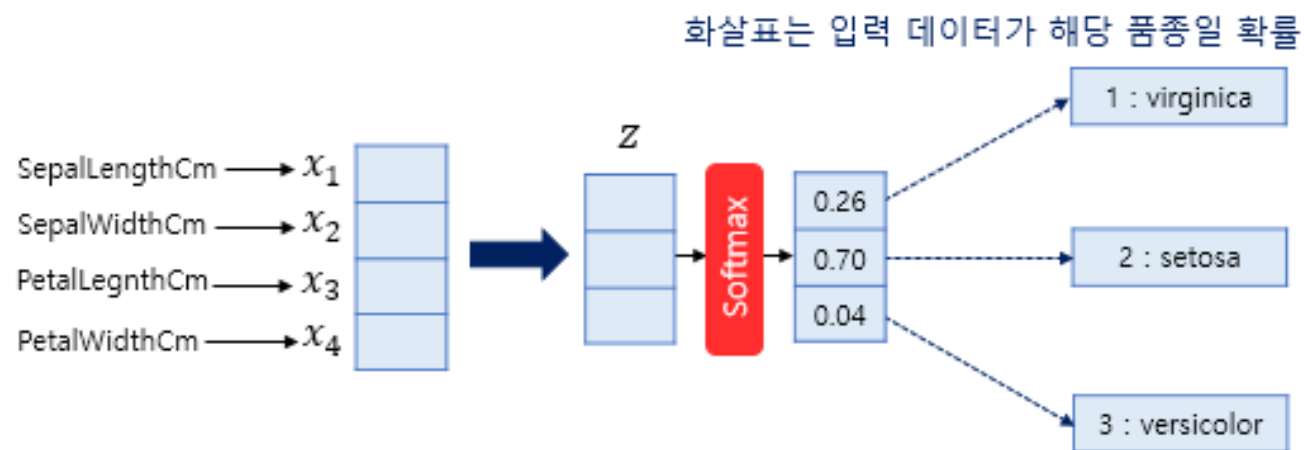 화살표는 입력 데이터가 해당 품종일 확률
SepalLengthCm x1
SepalWidthCm x2
PetalLegnthCm x3
PetalWidthCm x4
z
Softmax
0.26
0.70
0.04
1 : virginica
2 : setosa
3 : versicolor